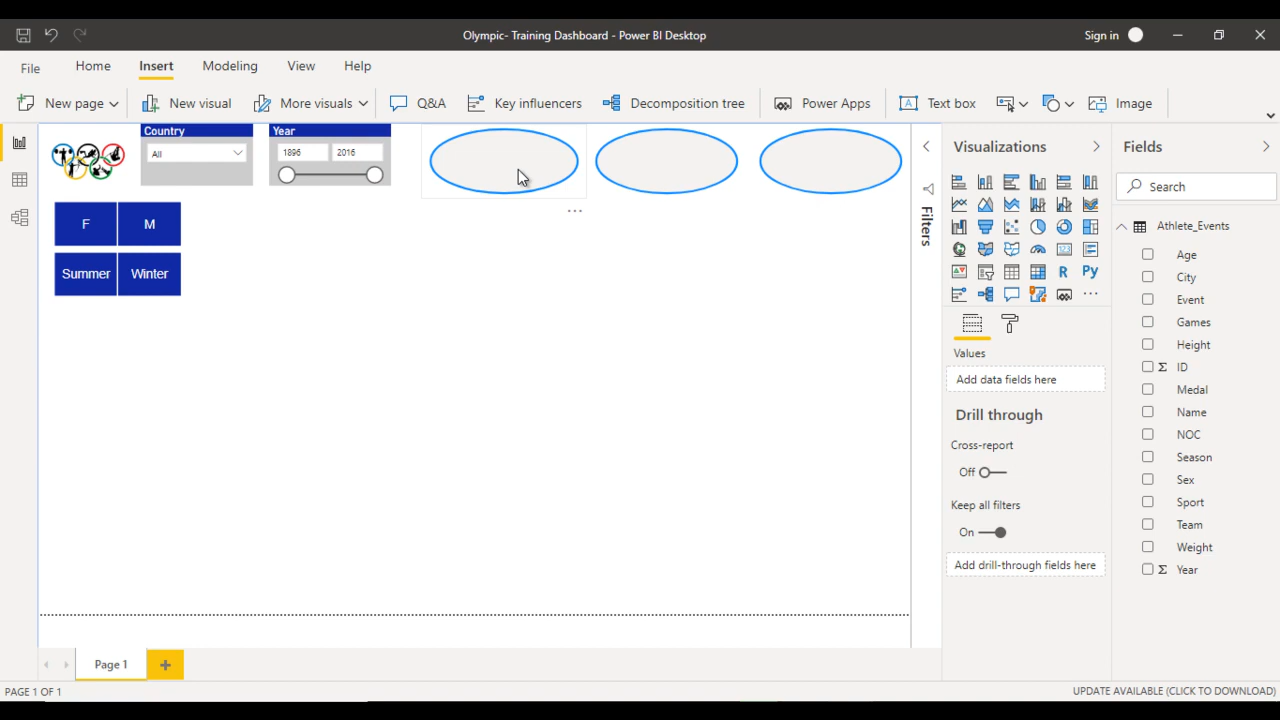 Olympic- Training Dashboard - Power BI Desktop
Sign in
File
Home
Insert
Modeling
View
Help
New page
New visual
More visuals
Q&A
Key influencers
Decomposition tree
Power Apps
Text box
Image
Country
All
Year
1896
2016
F
M
Summer
Winter
Filters
Visualizations
R
Py
Values
Add data fields here
Drill through
Cross-report
Off
Keep all filters
On
Add drill-through fields here
Fields
Search
Athlete_Events
Age
City
Event
Games
Height
Σ ID
Medal
Name
NOC
Season
Sex
Sport
Team
Weight
Σ Year
Page 1
PAGE 1 OF 1
UPDATE AVAILABLE (CLICK TO DOWNLOAD)